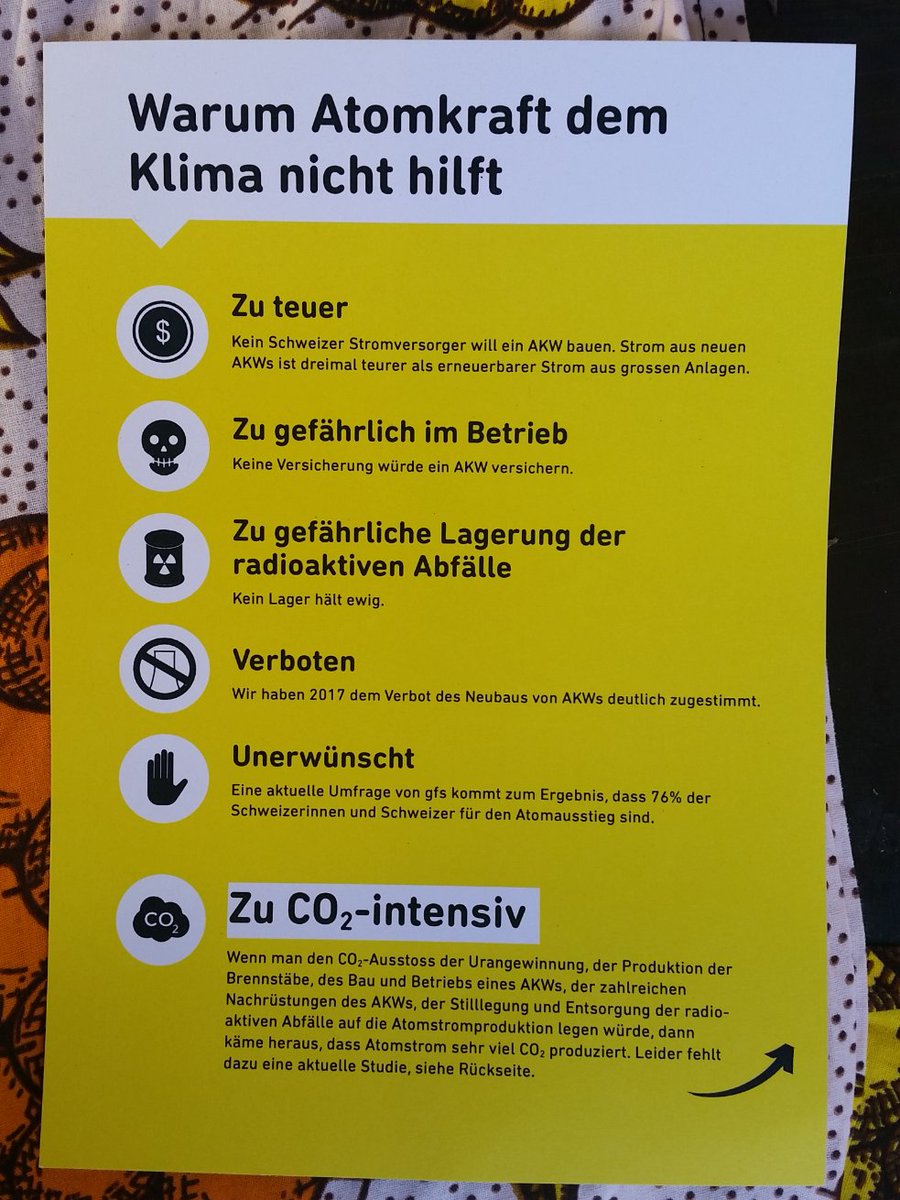 Warum Atomkraft dem
Klima nicht hilft
$
Zu teuer
Kein Schweizer Stromversorger will ein AKW bauen. Strom aus neuen
AKWs ist dreimal teurer als erneuerbarer Strom aus grossen Anlagen.
Zu gefährlich im Betrieb
Keine Versicherung würde ein AKW versichern.
Zu gefährliche Lagerung der
radioaktiven Abfälle
Kein Lager hält ewig.
Verboten
Wir haben 2017 dem Verbot des Neubaus von AKWs deutlich zugestimmt.
Unerwünscht
Eine aktuelle Umfrage von gfs kommt zum Ergebnis, dass 76% der
Schweizerinnen und Schweizer für den Atomausstieg sind.
CO₂
Zu CO₂-intensiv
Wenn man den CO₂-Ausstoss der Urangewinnung, der Produktion der
Brennstäbe, des Bau und Betriebs eines AKWs, der zahlreichen
Nachrüstungen des AKWs, der Stilllegung und Entsorgung der radio-
aktiven Abfälle auf die Atomstromproduktion legen würde, dann
käme heraus, dass Atomstrom sehr viel CO₂ produziert. Leider fehlt
dazu eine aktuelle Studie, siehe Rückseite.